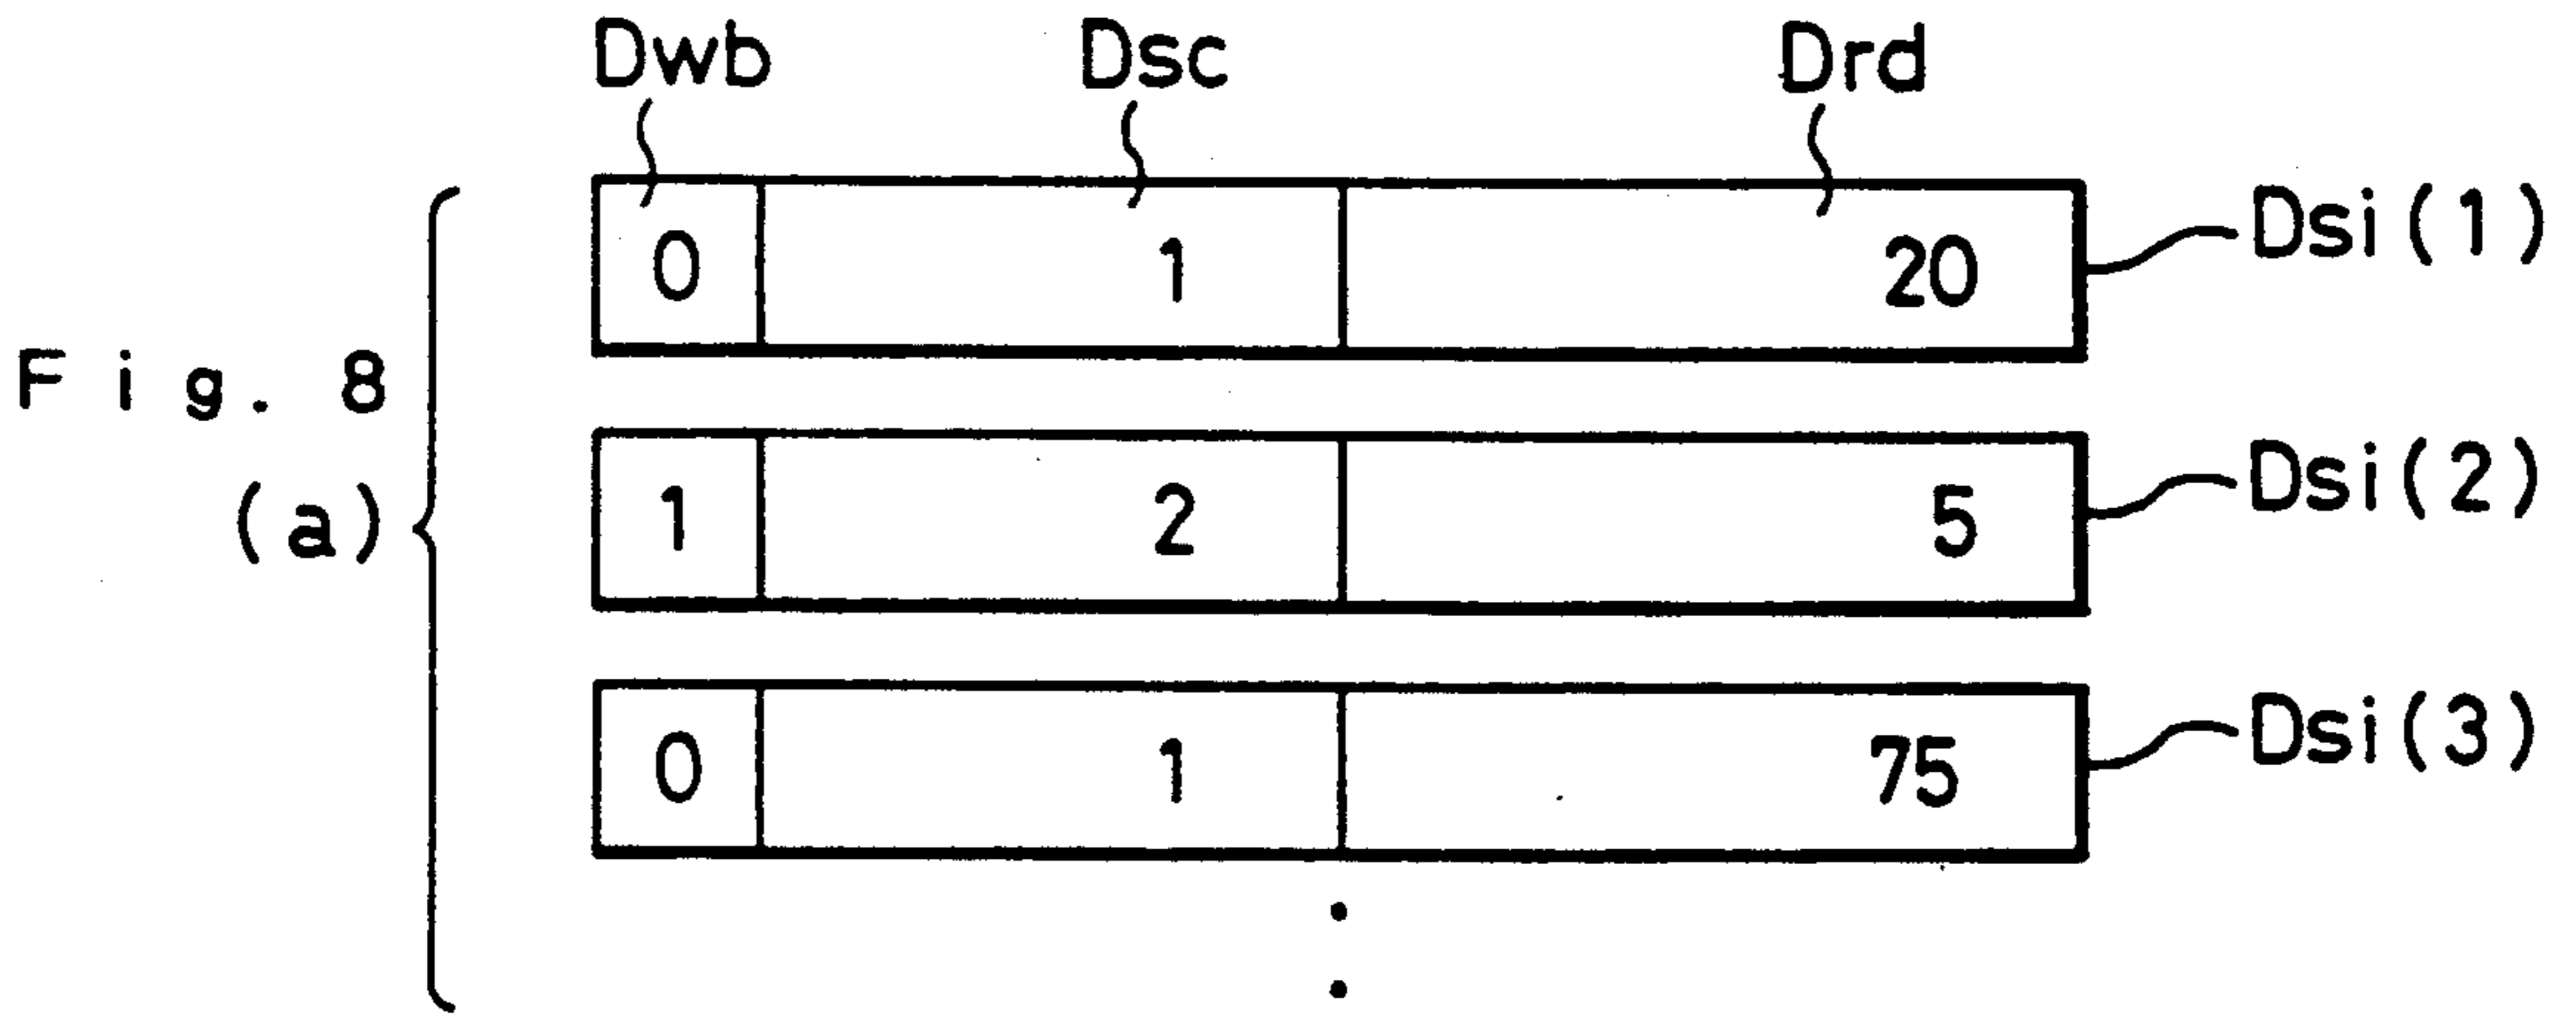 Dwb Dsc Drd
0 1 20 Dsi(1)
Fig. 8
(a)
1 2 5 Dsi(2)
0 1 75 Dsi(3)